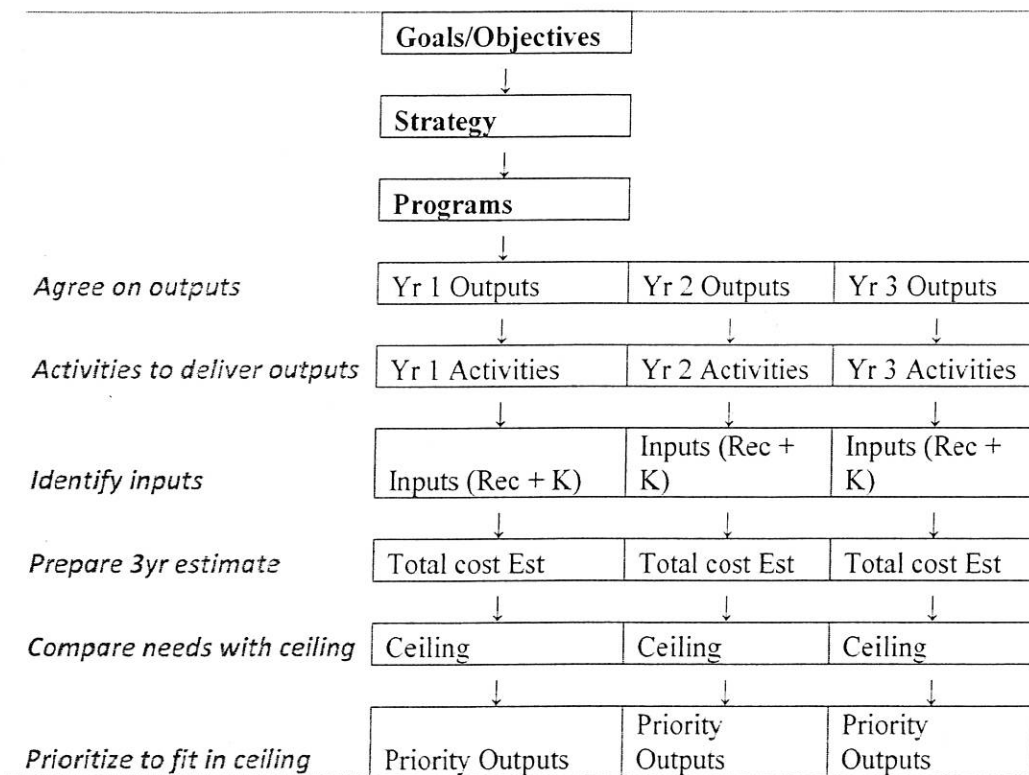 Goals/Objectives
↓
Strategy
↓
Programs
↓
Agree on outputs Yr 1 Outputs Yr 2 Outputs Yr 3 Outputs
↓ ↓ ↓
Activities to deliver outputs Yr 1 Activities Yr 2 Activities Yr 3 Activities
↓ ↓ ↓
Identify inputs Inputs (Rec + K) Inputs (Rec + K) Inputs (Rec + K)
↓ ↓ ↓
Prepare 3yr estimate Total cost Est Total cost Est Total cost Est
↓ ↓ ↓
Compare needs with ceiling Ceiling Ceiling Ceiling
↓ ↓ ↓
Prioritize to fit in ceiling Priority Outputs Priority Outputs Priority Outputs